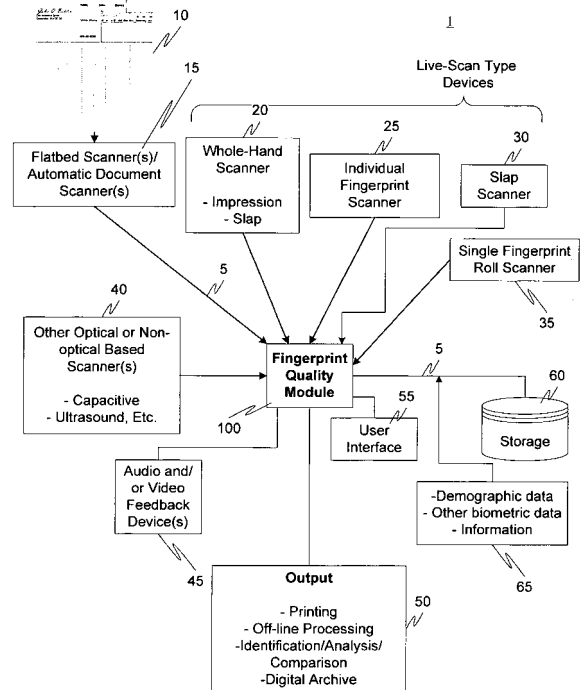 10
1
Live-Scan Type
Devices
15
20
25
30
Flatbed Scanner(s)/
Automatic Document
Scanner(s)
Whole-Hand
Scanner
- Impression
- Slap
Individual
Fingerprint
Scanner
Slap
Scanner
Single Fingerprint
Roll Scanner
35
5
40
Other Optical or Non-
optical Based
Scanner(s)
- Capacitive
- Ultrasound, Etc.
Fingerprint
Quality
Module
100
5
55
User
Interface
60
Storage
Audio and/
or Video
Feedback
Device(s)
45
-Demographic data
- Other biometric data
- Information
65
Output
- Printing
- Off-line Processing
-Identification/Analysis/
Comparison
-Digital Archive
50